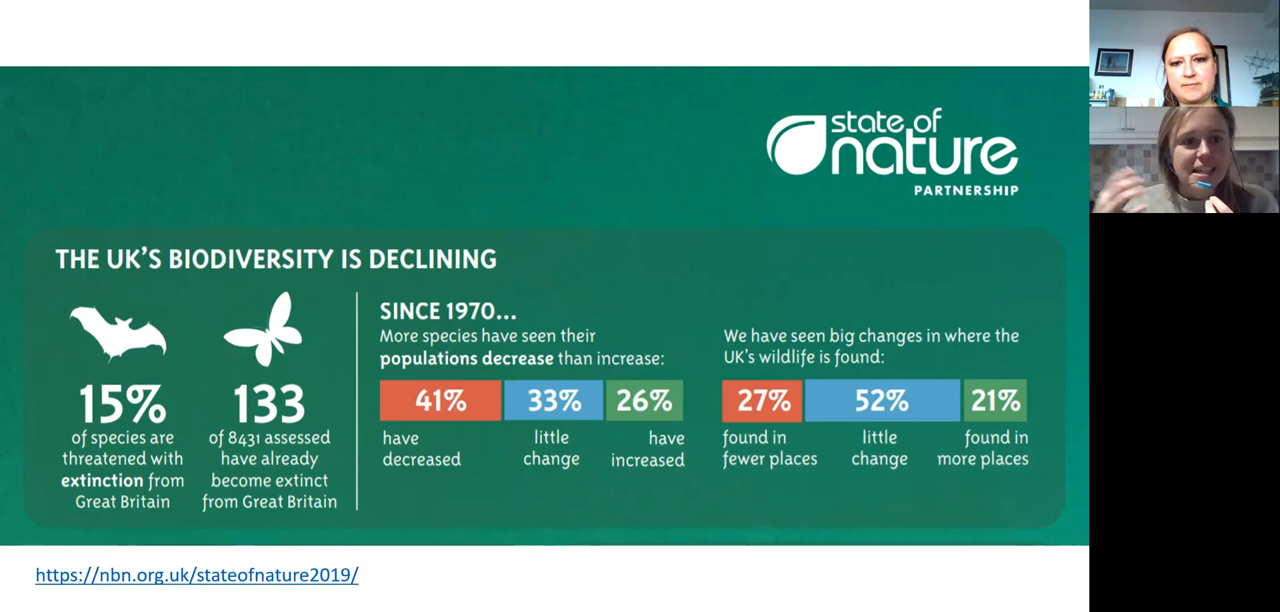 state of
nature
PARTNERSHIP
THE UK'S BIODIVERSITY IS DECLINING
15%
of species are
threatened with
extinction from
Great Britain
133
of 8431 assessed
have already
become extinct
from Great Britain
SINCE 1970...
More species have seen their
populations decrease than increase:
41% 33% 26%
have decreased
little change
have increased
We have seen big changes in where the
UK's wildlife is found:
27% 52% 21%
found in fewer places
little change
found in more places
https://nbn.org.uk/stateofnature2019/